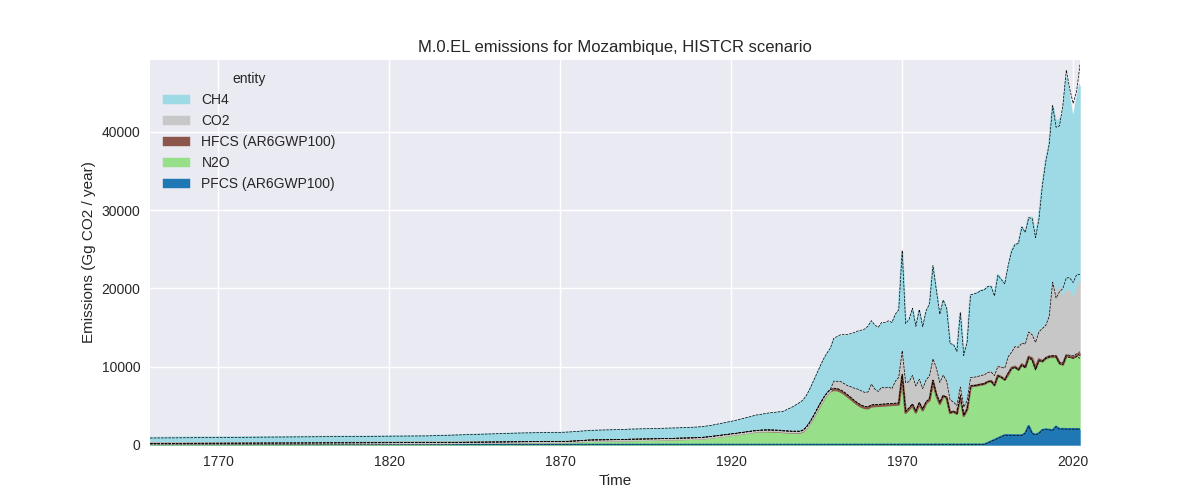 M.0.EL emissions for Mozambique, HISTCR scenario
entity
CH4
CO2
HFCS (AR6GWP100)
N2O
PFCS (AR6GWP100)
Emissions (Gg CO2 / year)
40000
30000
20000
10000
0
1770
1820
1870
1920
1970
2020
Time